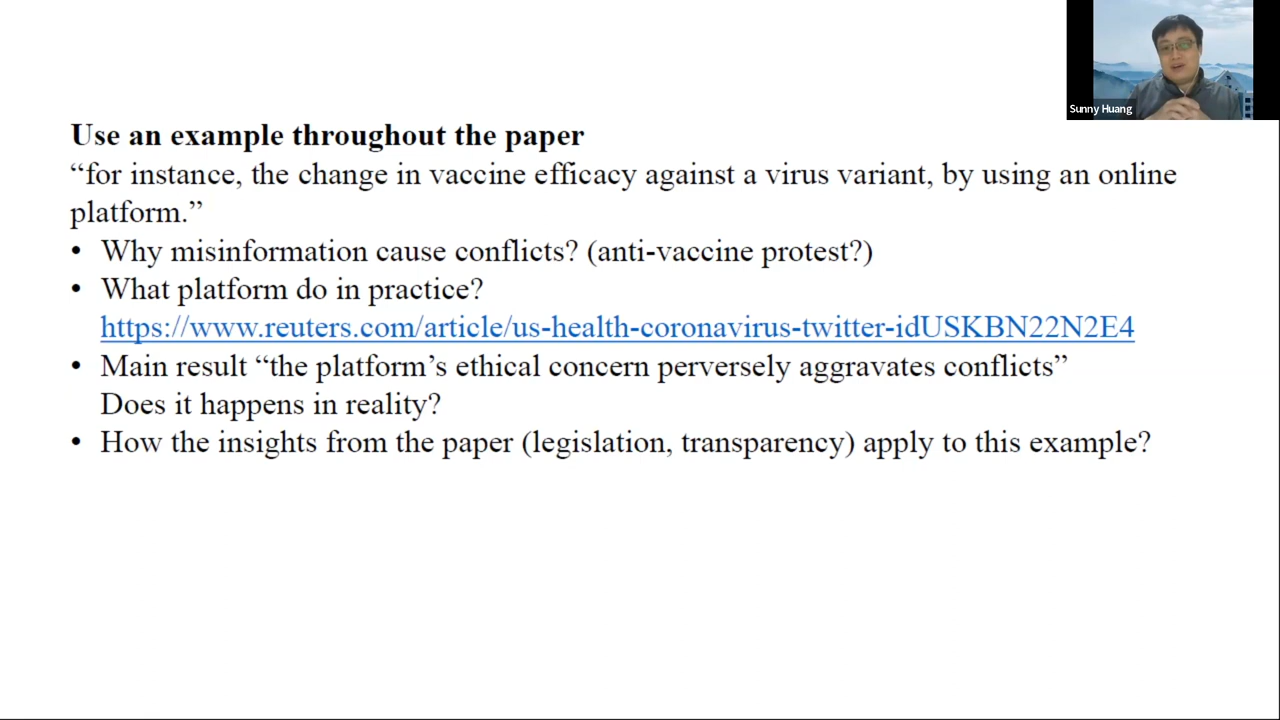 Sunny Huang
Use an example throughout the paper
“for instance, the change in vaccine efficacy against a virus variant, by using an online
platform.”
• Why misinformation cause conflicts? (anti-vaccine protest?)
• What platform do in practice?
https://www.reuters.com/article/us-health-coronavirus-twitter-idUSKBN22N2E4
• Main result “the platform’s ethical concern perversely aggravates conflicts”
Does it happens in reality?
• How the insights from the paper (legislation, transparency) apply to this example?